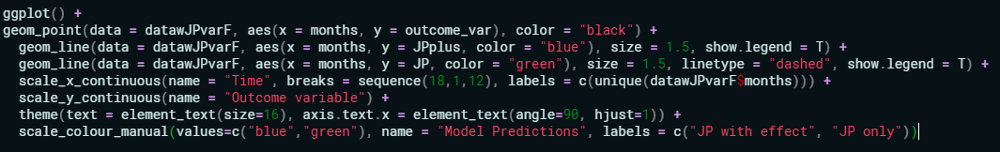 ggplot() +
geom_point(data = datawJPvarF, aes(x = months, y = outcome_var), color = "black") +
geom_line(data = datawJPvarF, aes(x = months, y = JPplus, color = "blue"), size = 1.5, show.legend = T) +
geom_line(data = datawJPvarF, aes(x = months, y = JP, color = "green"), size = 1.5, linetype = "dashed", show.legend = T) +
scale_x_continuous(name = "Time", breaks = sequence(18,1,12), labels = c(unique(datawJPvarF$months))) +
scale_y_continuous(name = "Outcome variable") +
theme(text = element_text(size=16), axis.text.x = element_text(angle=90, hjust=1)) +
scale_colour_manual(values=c("blue","green"), name = "Model Predictions", labels = c("JP with effect", "JP only"))